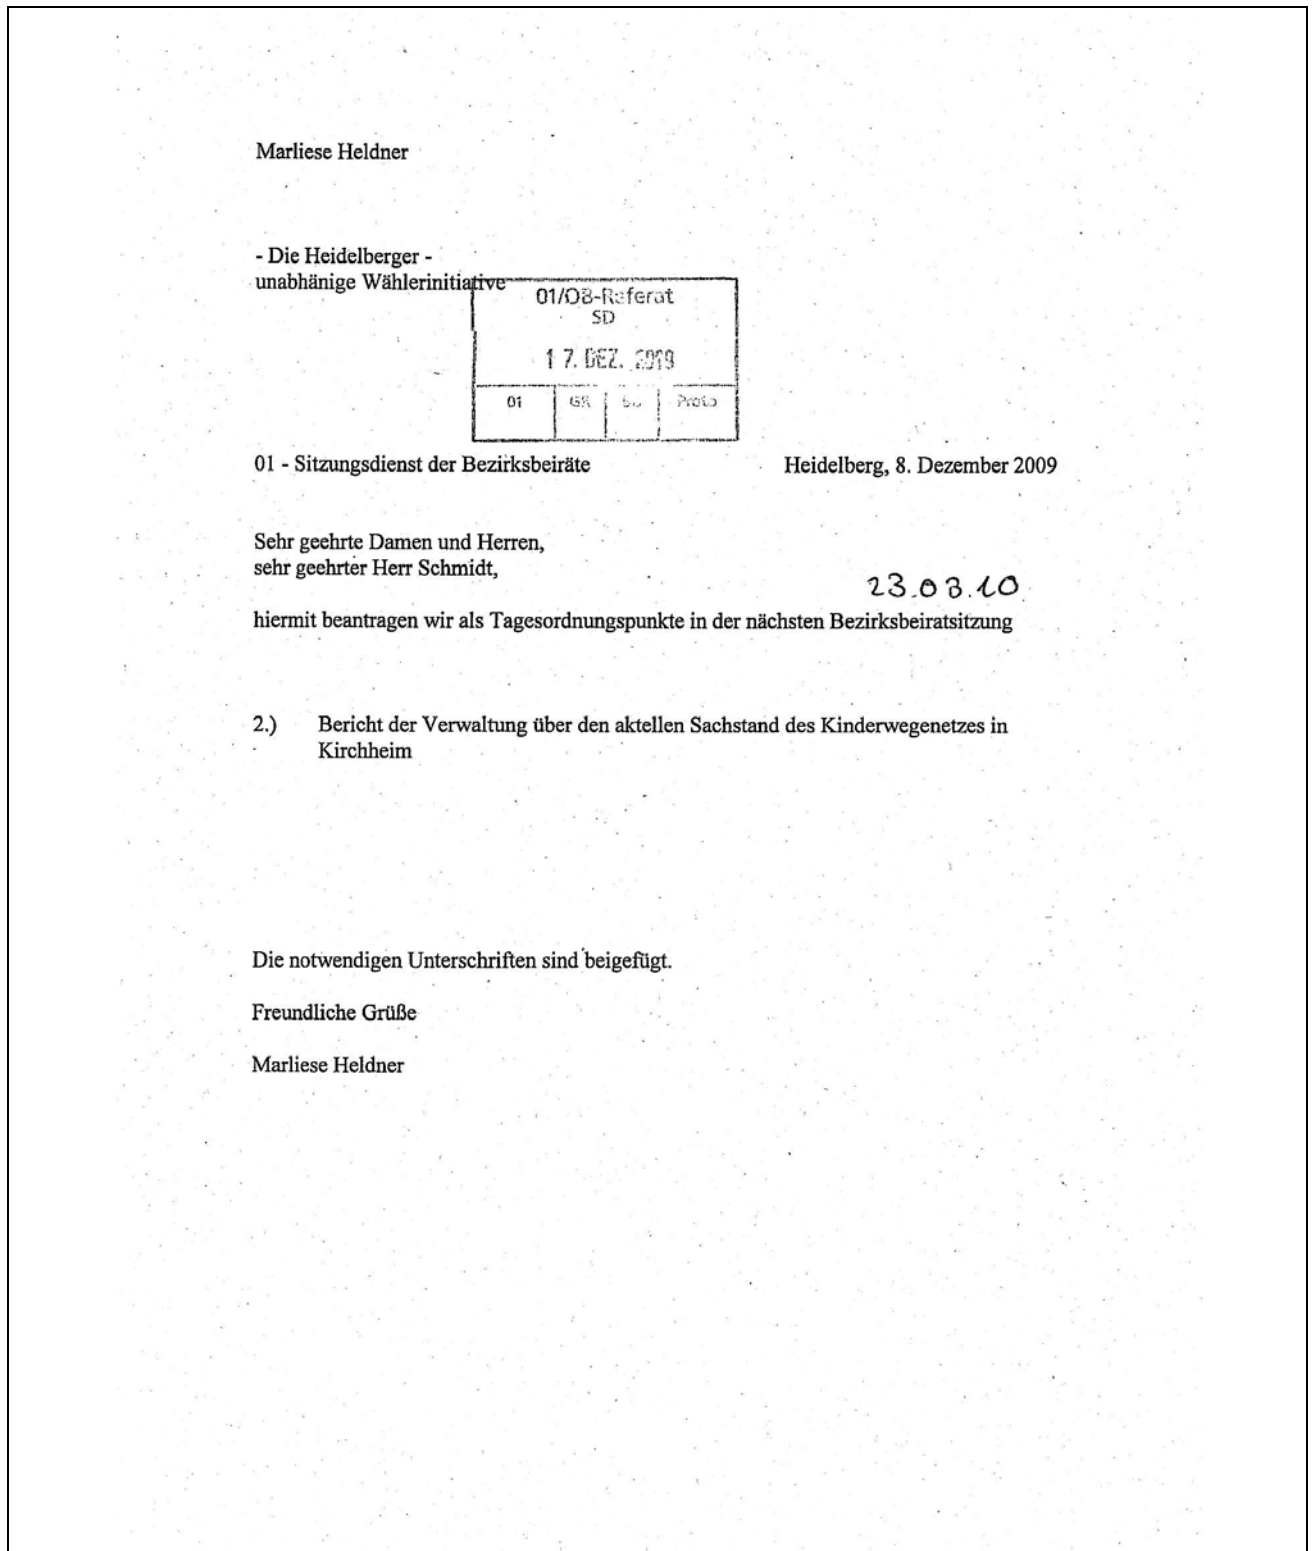 Marliese Heldner
- Die Heidelberger -
unabhänige Wählerinitiative
01/OB-Referat
SD
17. DEZ. 2009
01 GR Proto
01 - Sitzungsdienst der Bezirksbeiräte Heidelberg, 8. Dezember 2009
Sehr geehrte Damen und Herren,
sehr geehrter Herr Schmidt,
23.03.10
hiermit beantragen wir als Tagesordnungspunkte in der nächsten Bezirksbeiratsitzung
2.) Bericht der Verwaltung über den aktellen Sachstand des Kinderwegenetzes in
Kirchheim
Die notwendigen Unterschriften sind beigefügt.
Freundliche Grüße
Marliese Heldner